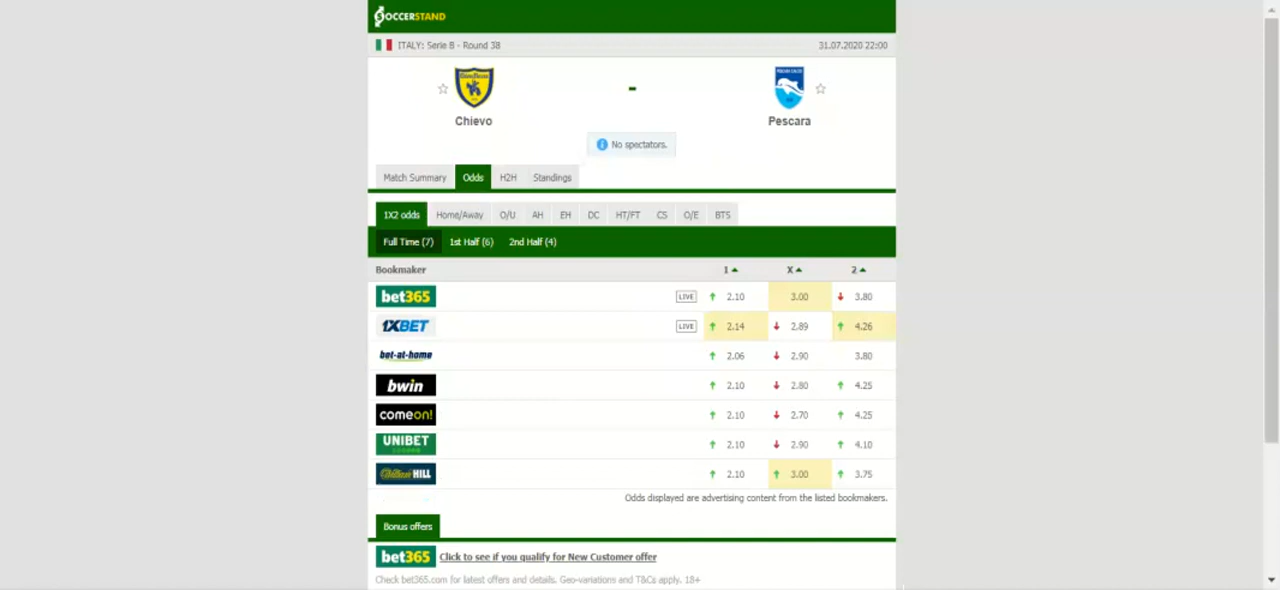 SOCCERSTAND
ITALY: Serie B - Round 38 31.07.2020 22:00
-
Chievo Pescara
No spectators.
Match Summary Odds H2H Standings
1X2 odds Home/Away O/U AH EH DC HT/FT CS O/E BTS
Full Time (7) 1st Half (6) 2nd Half (4)
Bookmaker 1 X 2
bet365 LIVE 2.10 3.00 3.80
1XBET LIVE 2.14 2.89 4.26
bet-at-home 2.06 2.90 3.80
bwin 2.10 2.80 4.25
comeon! 2.10 2.70 4.25
UNIBET 2.10 2.90 4.10
William HILL 2.10 3.00 3.75
Odds displayed are advertising content from the listed bookmakers.
Bonus offers
bet365 Click to see if you qualify for New Customer offer
Check bet365.com for latest offers and details. Geo-variations and T&Cs apply. 18+